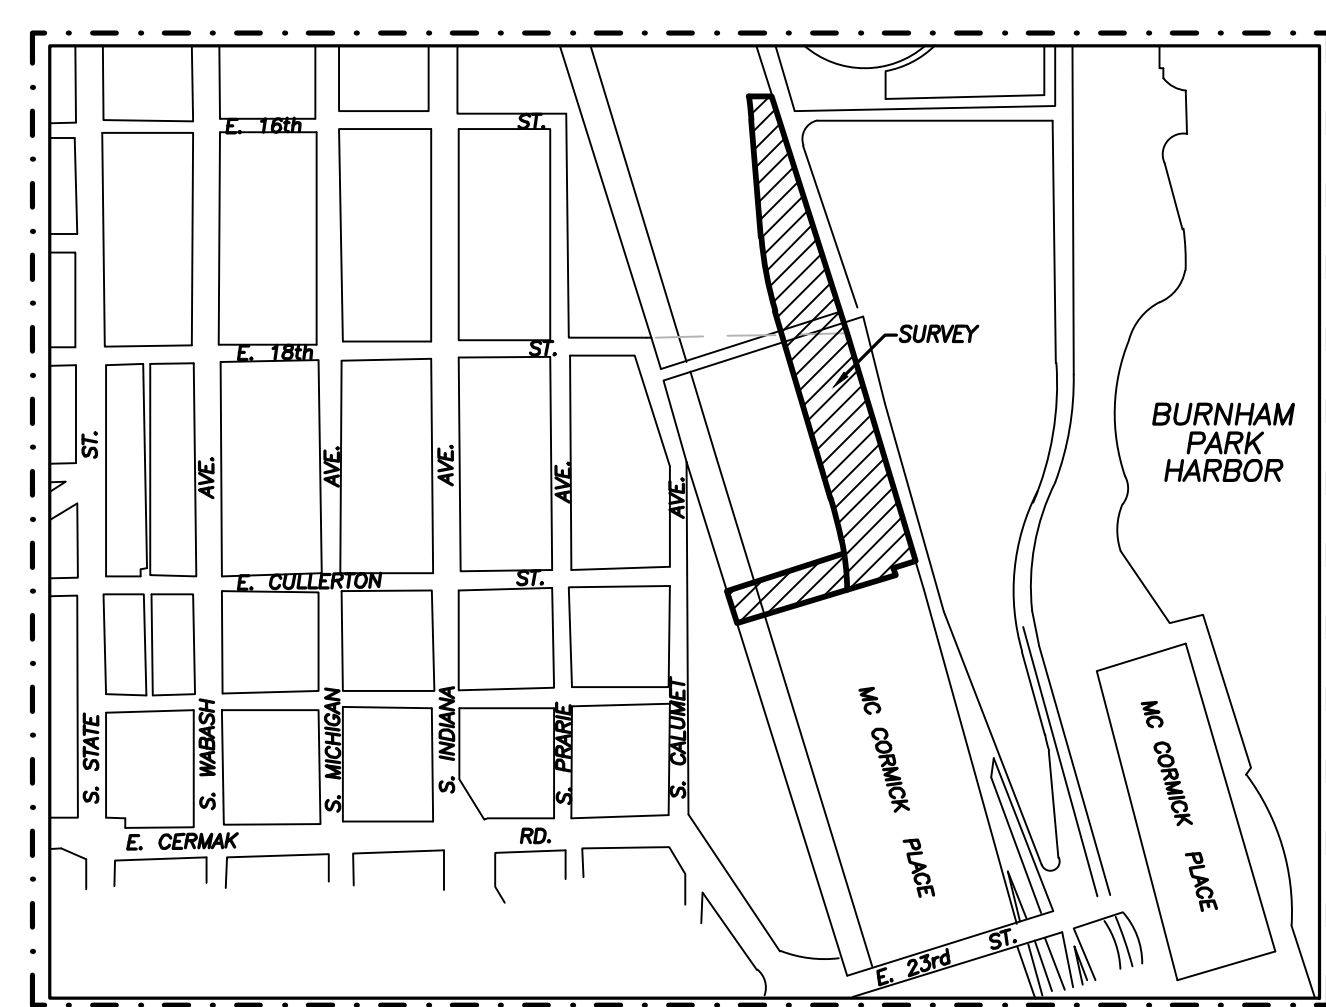 E. 16th ST.
SURVEY
E. 18th ST.
BURNHAM
PARK
HARBOR
ST.
AVE.
AVE.
AVE.
AVE.
AVE.
E. CULLERTON ST.
S. STATE
S. WABASH
S. MICHIGAN
S. INDIANA
S. PRARIE
S. CALUMET
MC CORMICK PLACE
MC CORMICK PLACE
E. CERMAK RD.
E. 23rd ST.